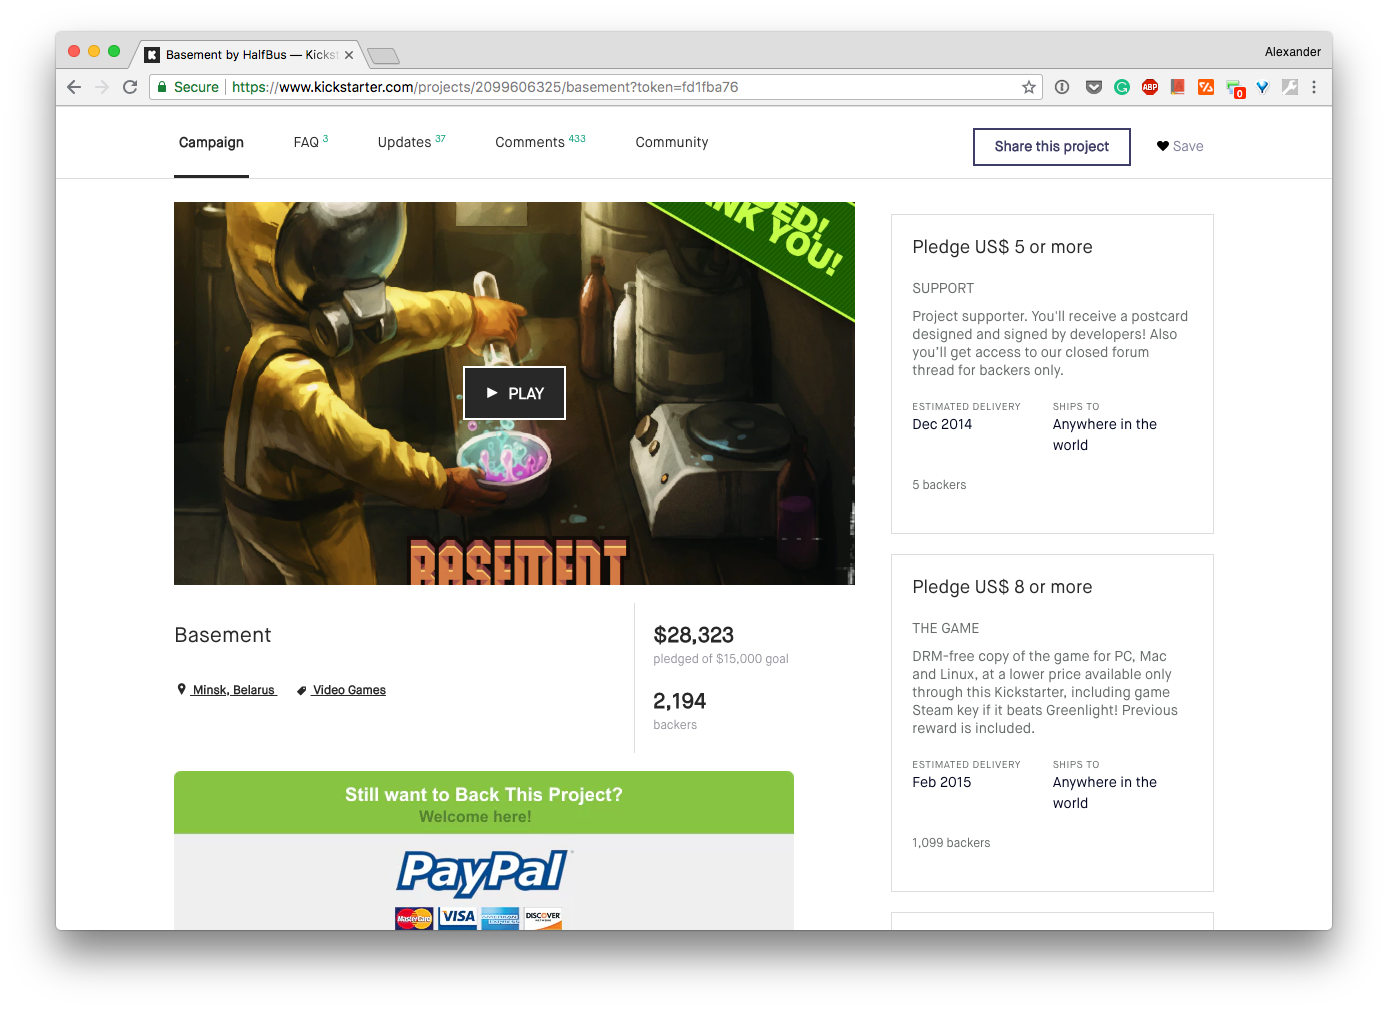 Basement by HalfBus — Kickst
Alexander
Secure
https://www.kickstarter.com/projects/2099606325/basement?token=fd1fba76
ABP
0
Campaign
FAQ 3
Updates 37
Comments 433
Community
Share this project
Save
NK YOU!
PLAY
BASEMENT
Basement
Minsk, Belarus
Video Games
$28,323
pledged of $15,000 goal
2,194
backers
Still want to Back This Project?
Welcome here!
PayPal
MasterCard
VISA
AMERICAN EXPRESS
DISCOVER
Pledge US$ 5 or more
SUPPORT
Project supporter. You'll receive a postcard
designed and signed by developers! Also
you'll get access to our closed forum
thread for backers only.
ESTIMATED DELIVERY
Dec 2014
SHIPS TO
Anywhere in the
world
5 backers
Pledge US$ 8 or more
THE GAME
DRM-free copy of the game for PC, Mac
and Linux, at a lower price available only
through this Kickstarter, including game
Steam key if it beats Greenlight! Previous
reward is included.
ESTIMATED DELIVERY
Feb 2015
SHIPS TO
Anywhere in the
world
1,099 backers